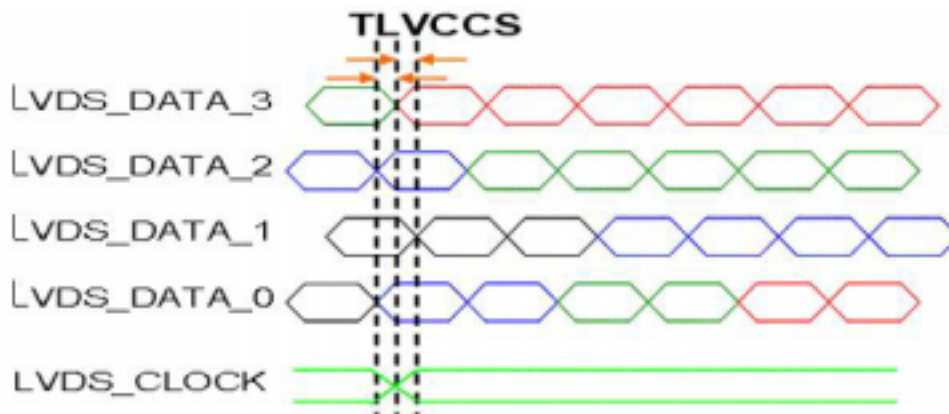 TLVCCS
LVDS_DATA_3
LVDS_DATA_2
LVDS_DATA_1
LVDS_DATA_0
LVDS_CLOCK